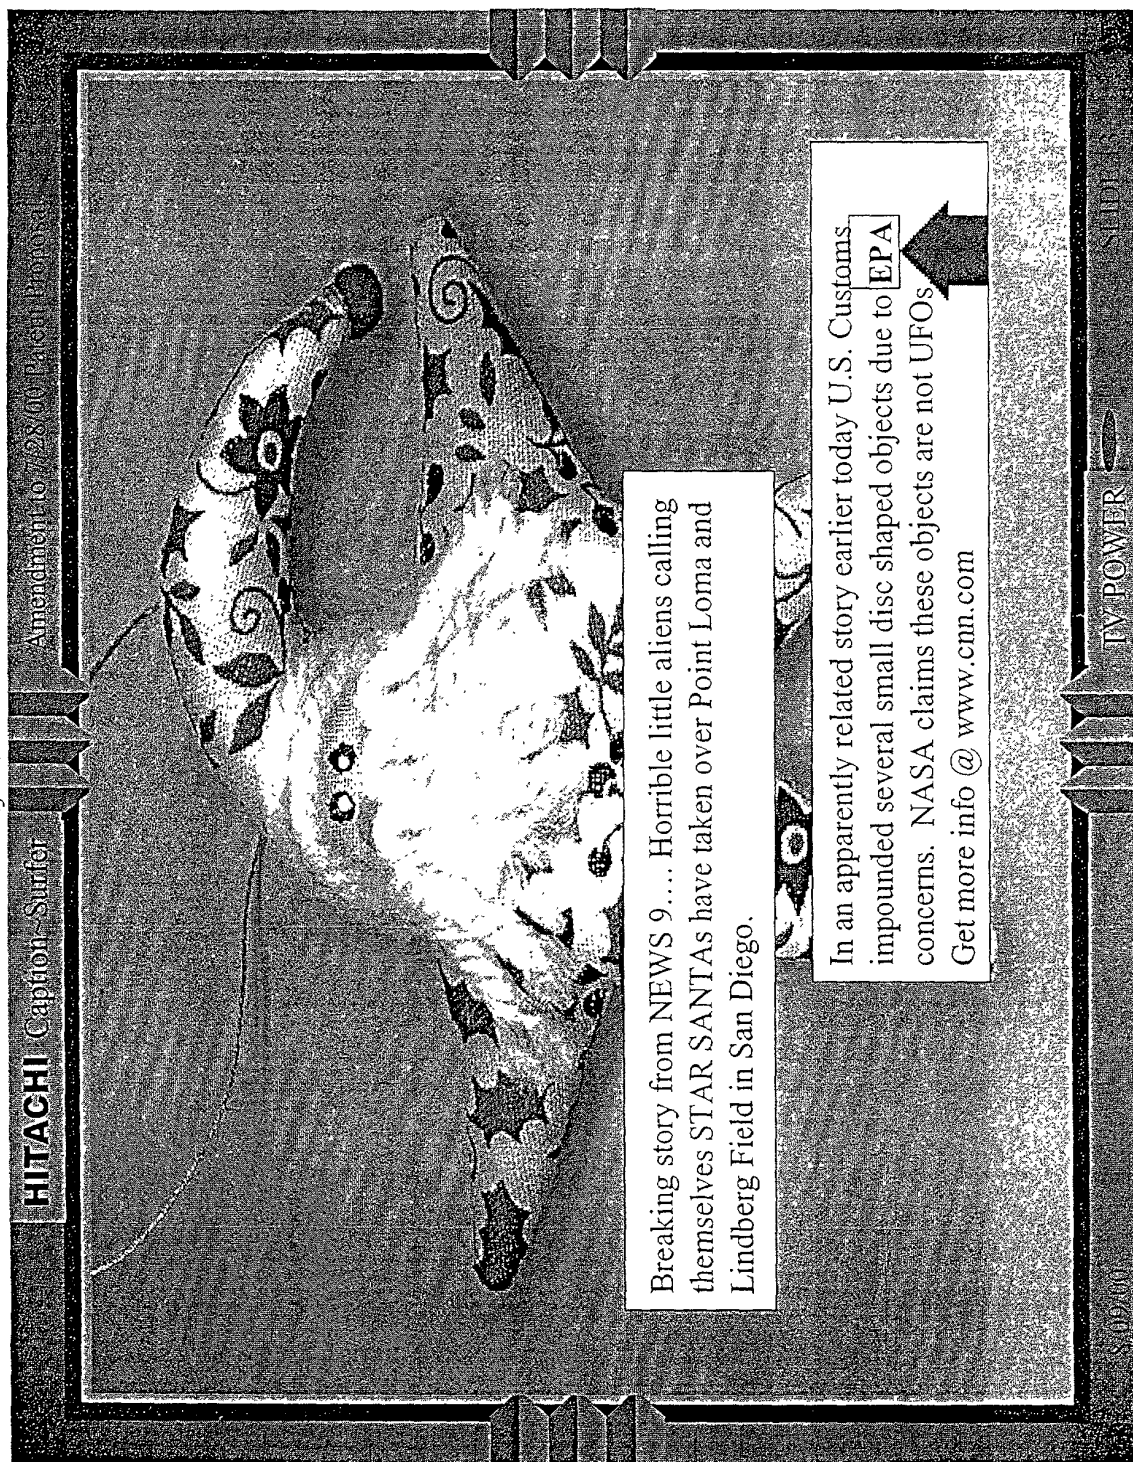 HITACHI Caption-Surfer
Amendment to 7/28/00 Patent Proposal
Breaking story from NEWS 9.... Horrible little aliens calling
themselves STAR SANTAs have taken over Point Loma and
Lindberg Field in San Diego.
In an apparently related story earlier today U.S. Customs
impounded several small disc shaped objects due to EPA
concerns. NASA claims these objects are not UFOs
Get more info @ www.cnn.com
TV POWER